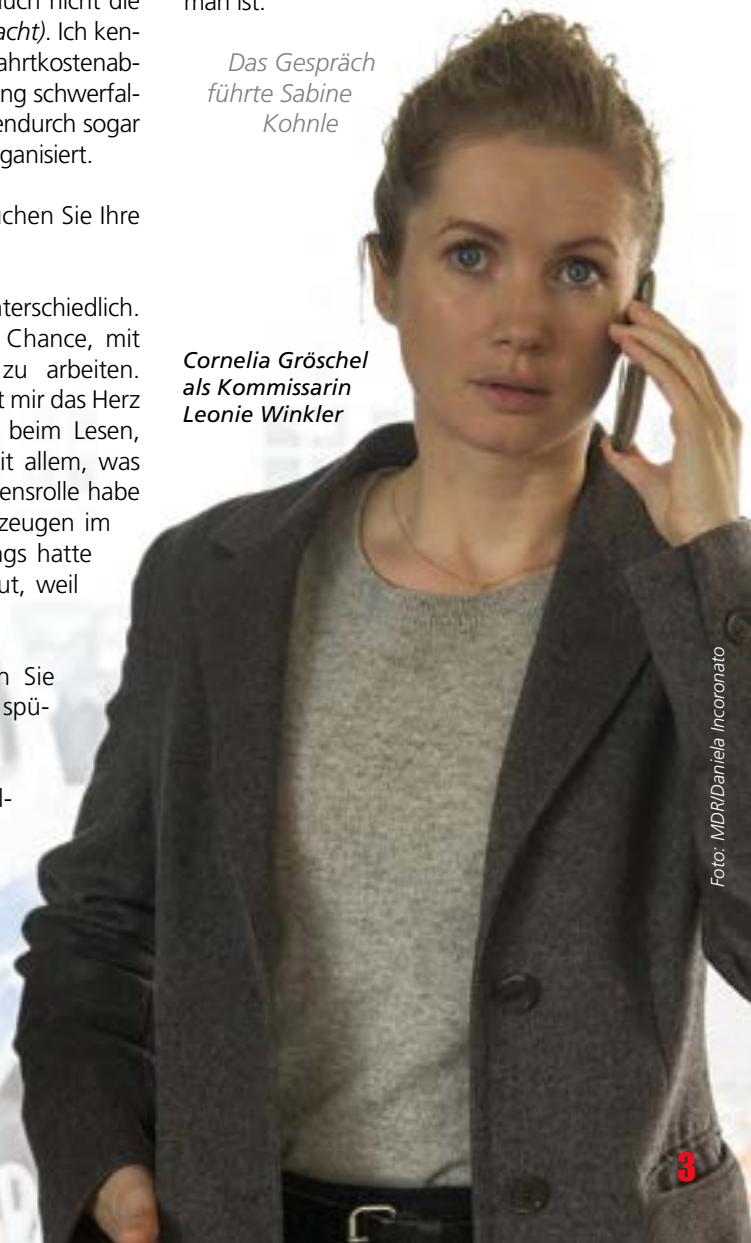 auch nicht die
acht). Ich ken-
ahrtkostenab-
ng schwerfal-
endurch sogar
ganisiert.
chen Sie Ihre
nterschiedlich.
Chance, mit
zu arbeiten.
t mir das Herz
beim Lesen,
it allem, was
ensrolle habe
zeugen im
ngs hatte
ut, weil
n Sie
spü-
l-
man ist.
Das Gespräch
führte Sabine
Kohnle
Cornelia Gröschel
als Kommissarin
Leonie Winkler
Foto: MDR/Daniela Incoronato
3